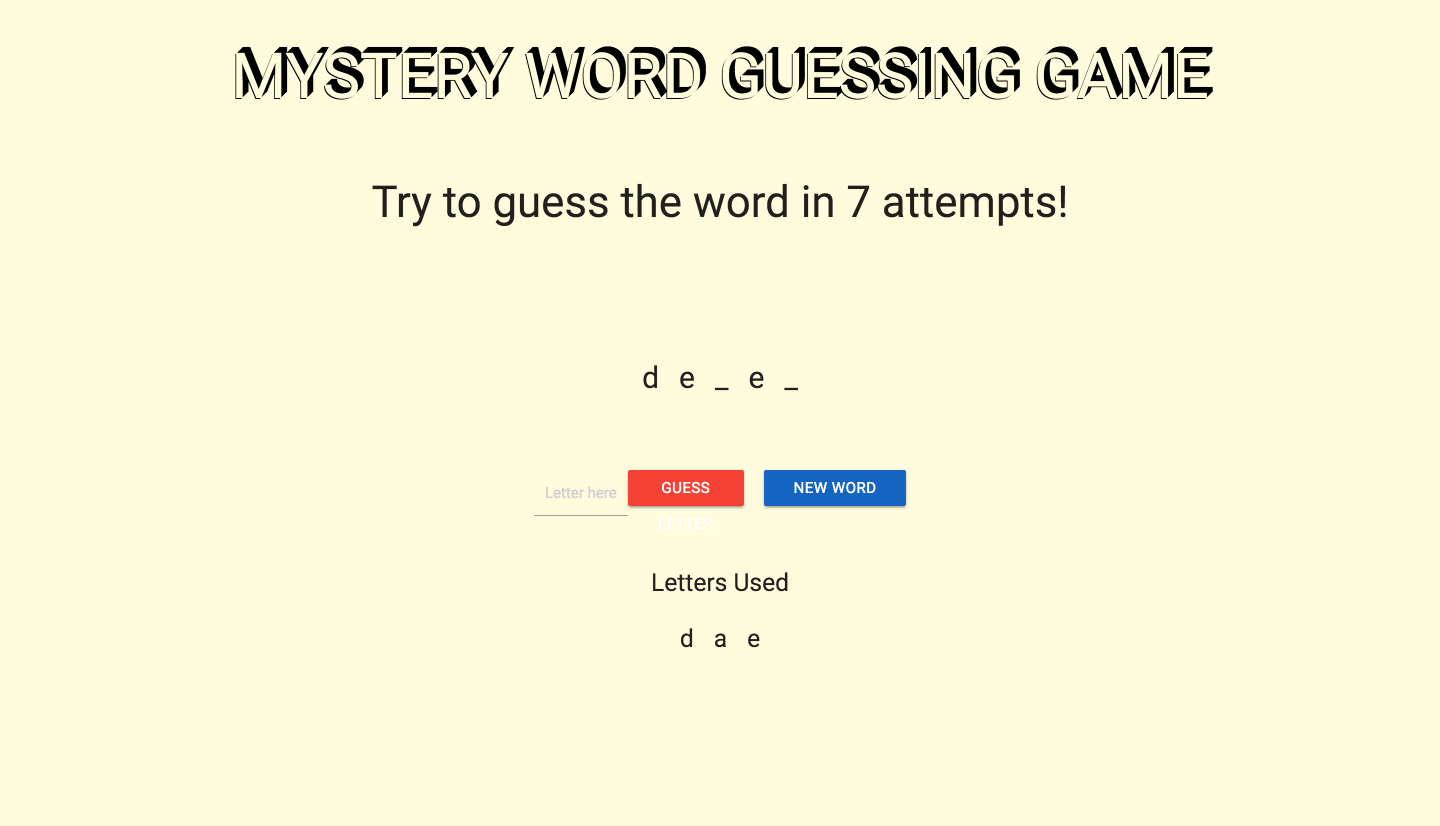 MYSTERY WORD GUESSING GAME
Try to guess the word in 7 attempts!
d e _ e _
Letter here GUESS LETTER NEW WORD
Letters Used
d a e